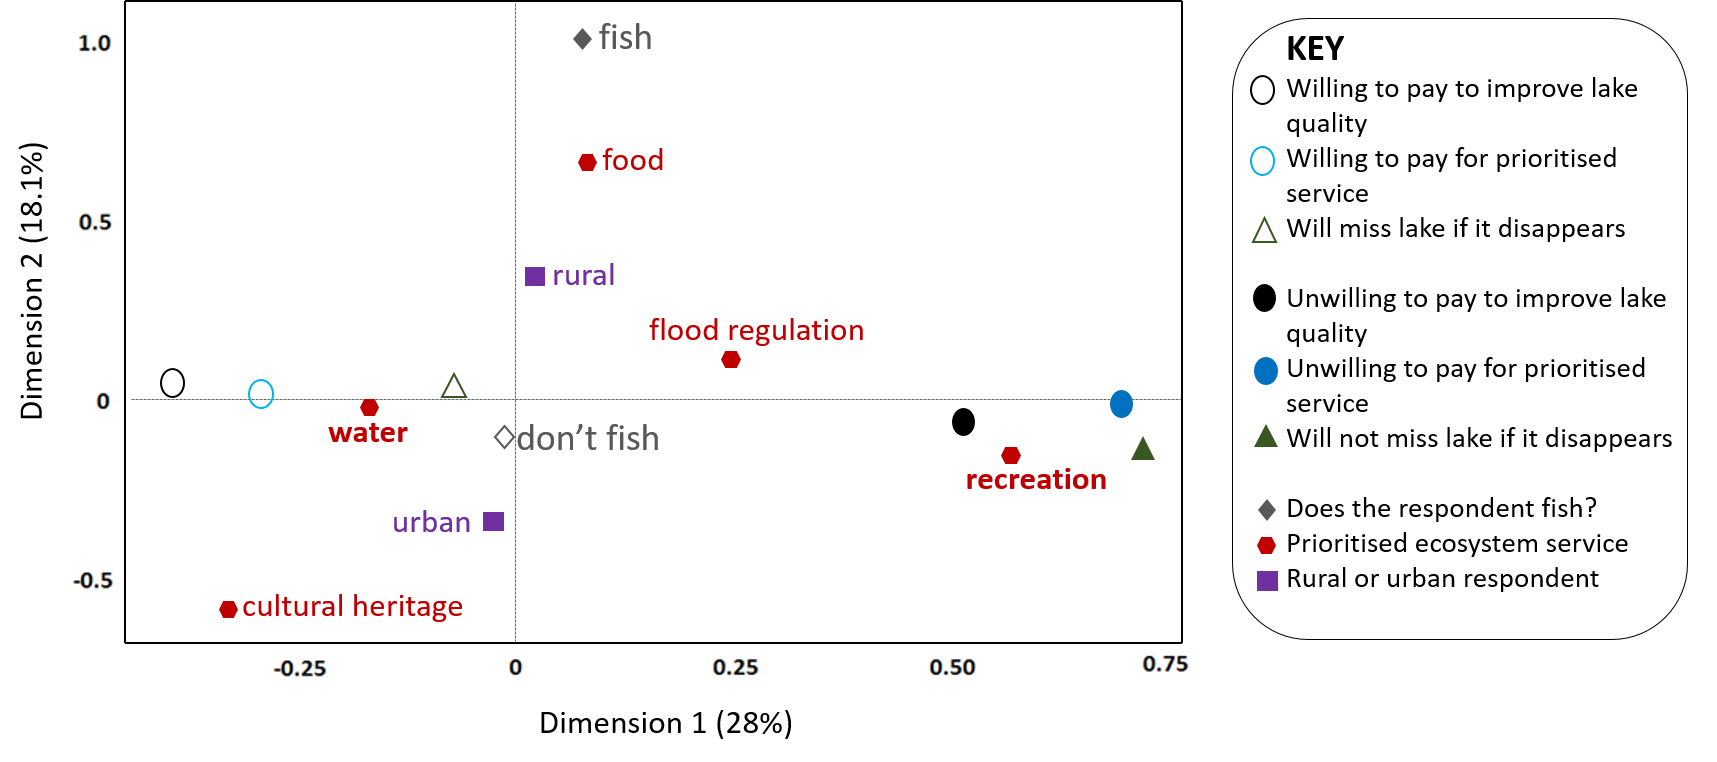 1.0
0.5
0
-0.5
Dimension 2 (18.1%)
fish
food
rural
flood regulation
water
don't fish
urban
cultural heritage
recreation
-0.25 0 0.25 0.50 0.75
Dimension 1 (28%)
KEY
Willing to pay to improve lake
quality
Willing to pay for prioritised
service
Will miss lake if it disappears
Unwilling to pay to improve lake
quality
Unwilling to pay for prioritised
service
Will not miss lake if it disappears
Does the respondent fish?
Prioritised ecosystem service
Rural or urban respondent